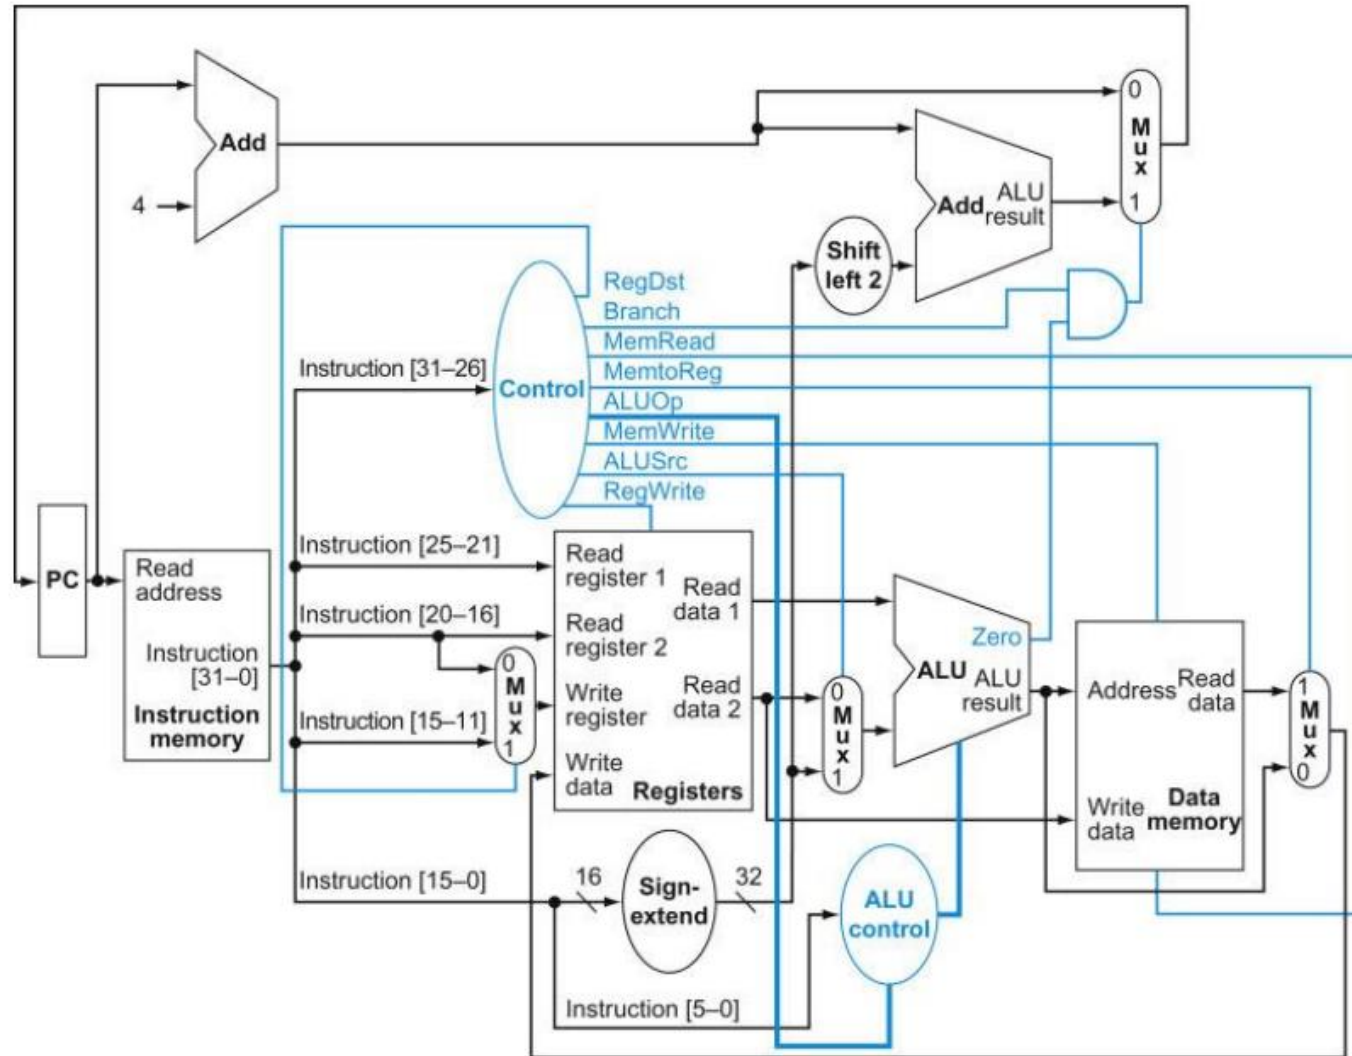 0
M
u
x
1
Add
4
Add
ALU
result
Shift
left 2
RegDst
Branch
MemRead
MemtoReg
ALUOp
MemWrite
ALUSrc
RegWrite
Control
Instruction [31–26]
Instruction [25–21]
Instruction [20–16]
Instruction [15–11]
Instruction [15–0]
Instruction [5–0]
PC
Read
address
Instruction
[31–0]
Instruction
memory
0
M
u
x
1
Read
register 1
Read
register 2
Write
register
Write
data
Read
data 1
Read
data 2
Registers
0
M
u
x
1
Zero
ALU
ALU
result
Address
Read
data
Write
data
Data
memory
1
M
u
x
0
16
Sign-
extend
32
ALU
control